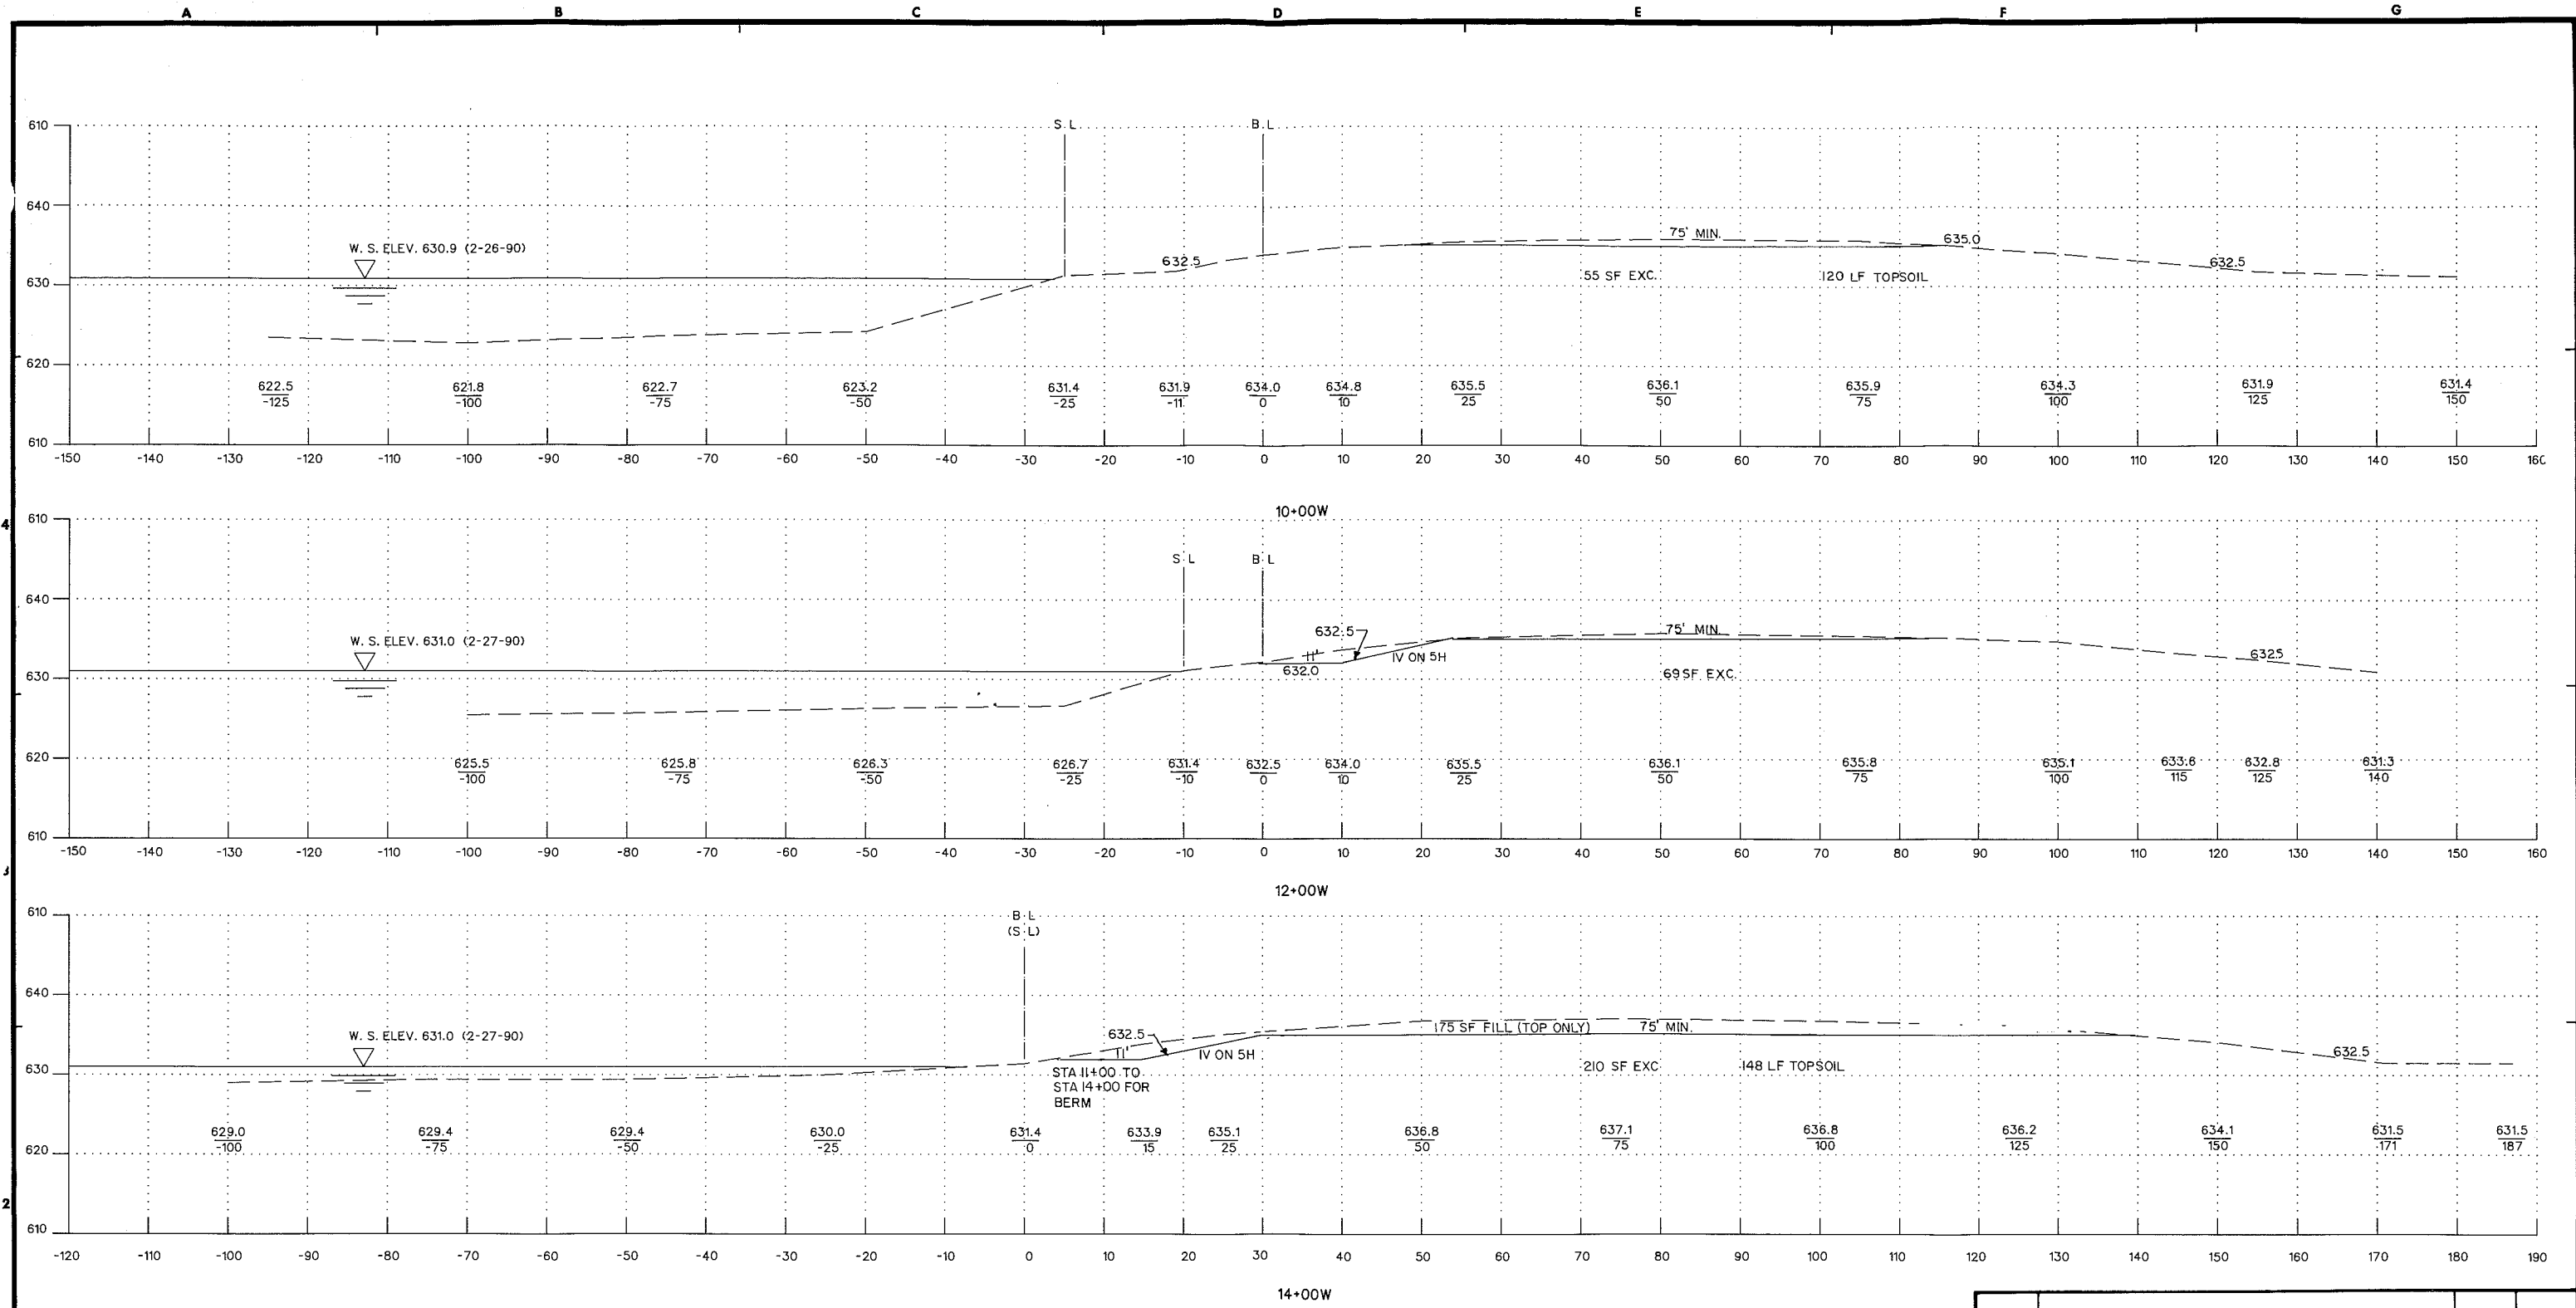 A B C D E F G
S L B L
610
640
W. S. ELEV. 630.9 (2-26-90)
632.5 75' MIN. 635.0 632.5
630
55 SF EXC. 120 LF TOPSOIL
620
622.5 621.8 622.7 623.2 631.4 631.9 634.0 634.8 635.5 636.1 635.9 634.3 631.9 631.4
-125 -100 -75 -50 -25 -11 0 10 25 50 75 100 125 150
610
-150 -140 -130 -120 -110 -100 -90 -80 -70 -60 -50 -40 -30 -20 -10 0 10 20 30 40 50 60 70 80 90 100 110 120 130 140 150 160
10+00W
4
610
S L B L
640
W. S. ELEV. 631.0 (2-27-90)
632.5 75' MIN.
11' 1V ON 5H 632.5
632.0
630
69 SF EXC.
620
625.5 625.8 626.3 626.7 631.4 632.5 634.0 635.5 636.1 635.8 635.1 633.6 632.8 631.3
-100 -75 -50 -25 -10 0 10 25 50 75 100 115 125 140
610
-150 -140 -130 -120 -110 -100 -90 -80 -70 -60 -50 -40 -30 -20 -10 0 10 20 30 40 50 60 70 80 90 100 110 120 130 140 150 160
3
12+00W
610
B L
(S L)
640
W. S. ELEV. 631.0 (2-27-90)
632.5 175 SF FILL (TOP ONLY) 75' MIN.
11' 1V ON 5H 632.5
630
STA 11+00 TO
STA 14+00 FOR
BERM
210 SF EXC 148 LF TOPSOIL
620
629.0 629.4 629.4 630.0 631.4 633.9 635.1 636.8 637.1 636.8 636.2 634.1 631.5 631.5
-100 -75 -50 -25 0 15 25 50 75 100 125 150 171 187
2
610
-120 -110 -100 -90 -80 -70 -60 -50 -40 -30 -20 -10 0 10 20 30 40 50 60 70 80 90 100 110 120 130 140 150 160 170 180 190
14+00W